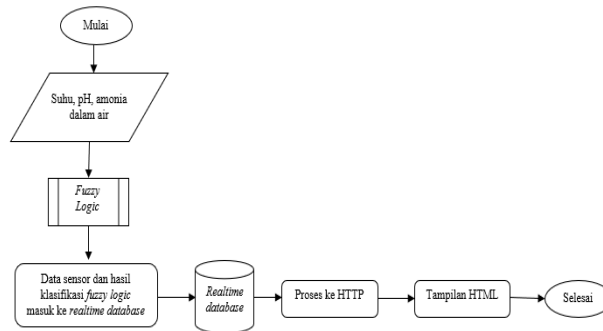 Mulai
Suhu, pH, amonia
dalam air
Fuzzy
Logic
Data sensor dan hasil
klasifikasi fuzzy logic
masuk ke realtime database
Realtime
database
Proses ke HTTP
Tampilan HTML
Selesai